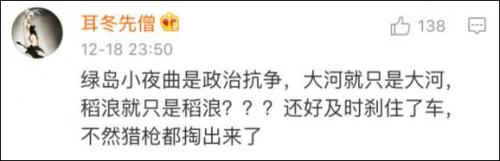 耳冬先僧
12-18 23:50
138
绿岛小夜曲是政治抗争，大河就只是大河，
稻浪就只是稻浪？？？还好及时刹住了车，
不然猎枪都掏出来了